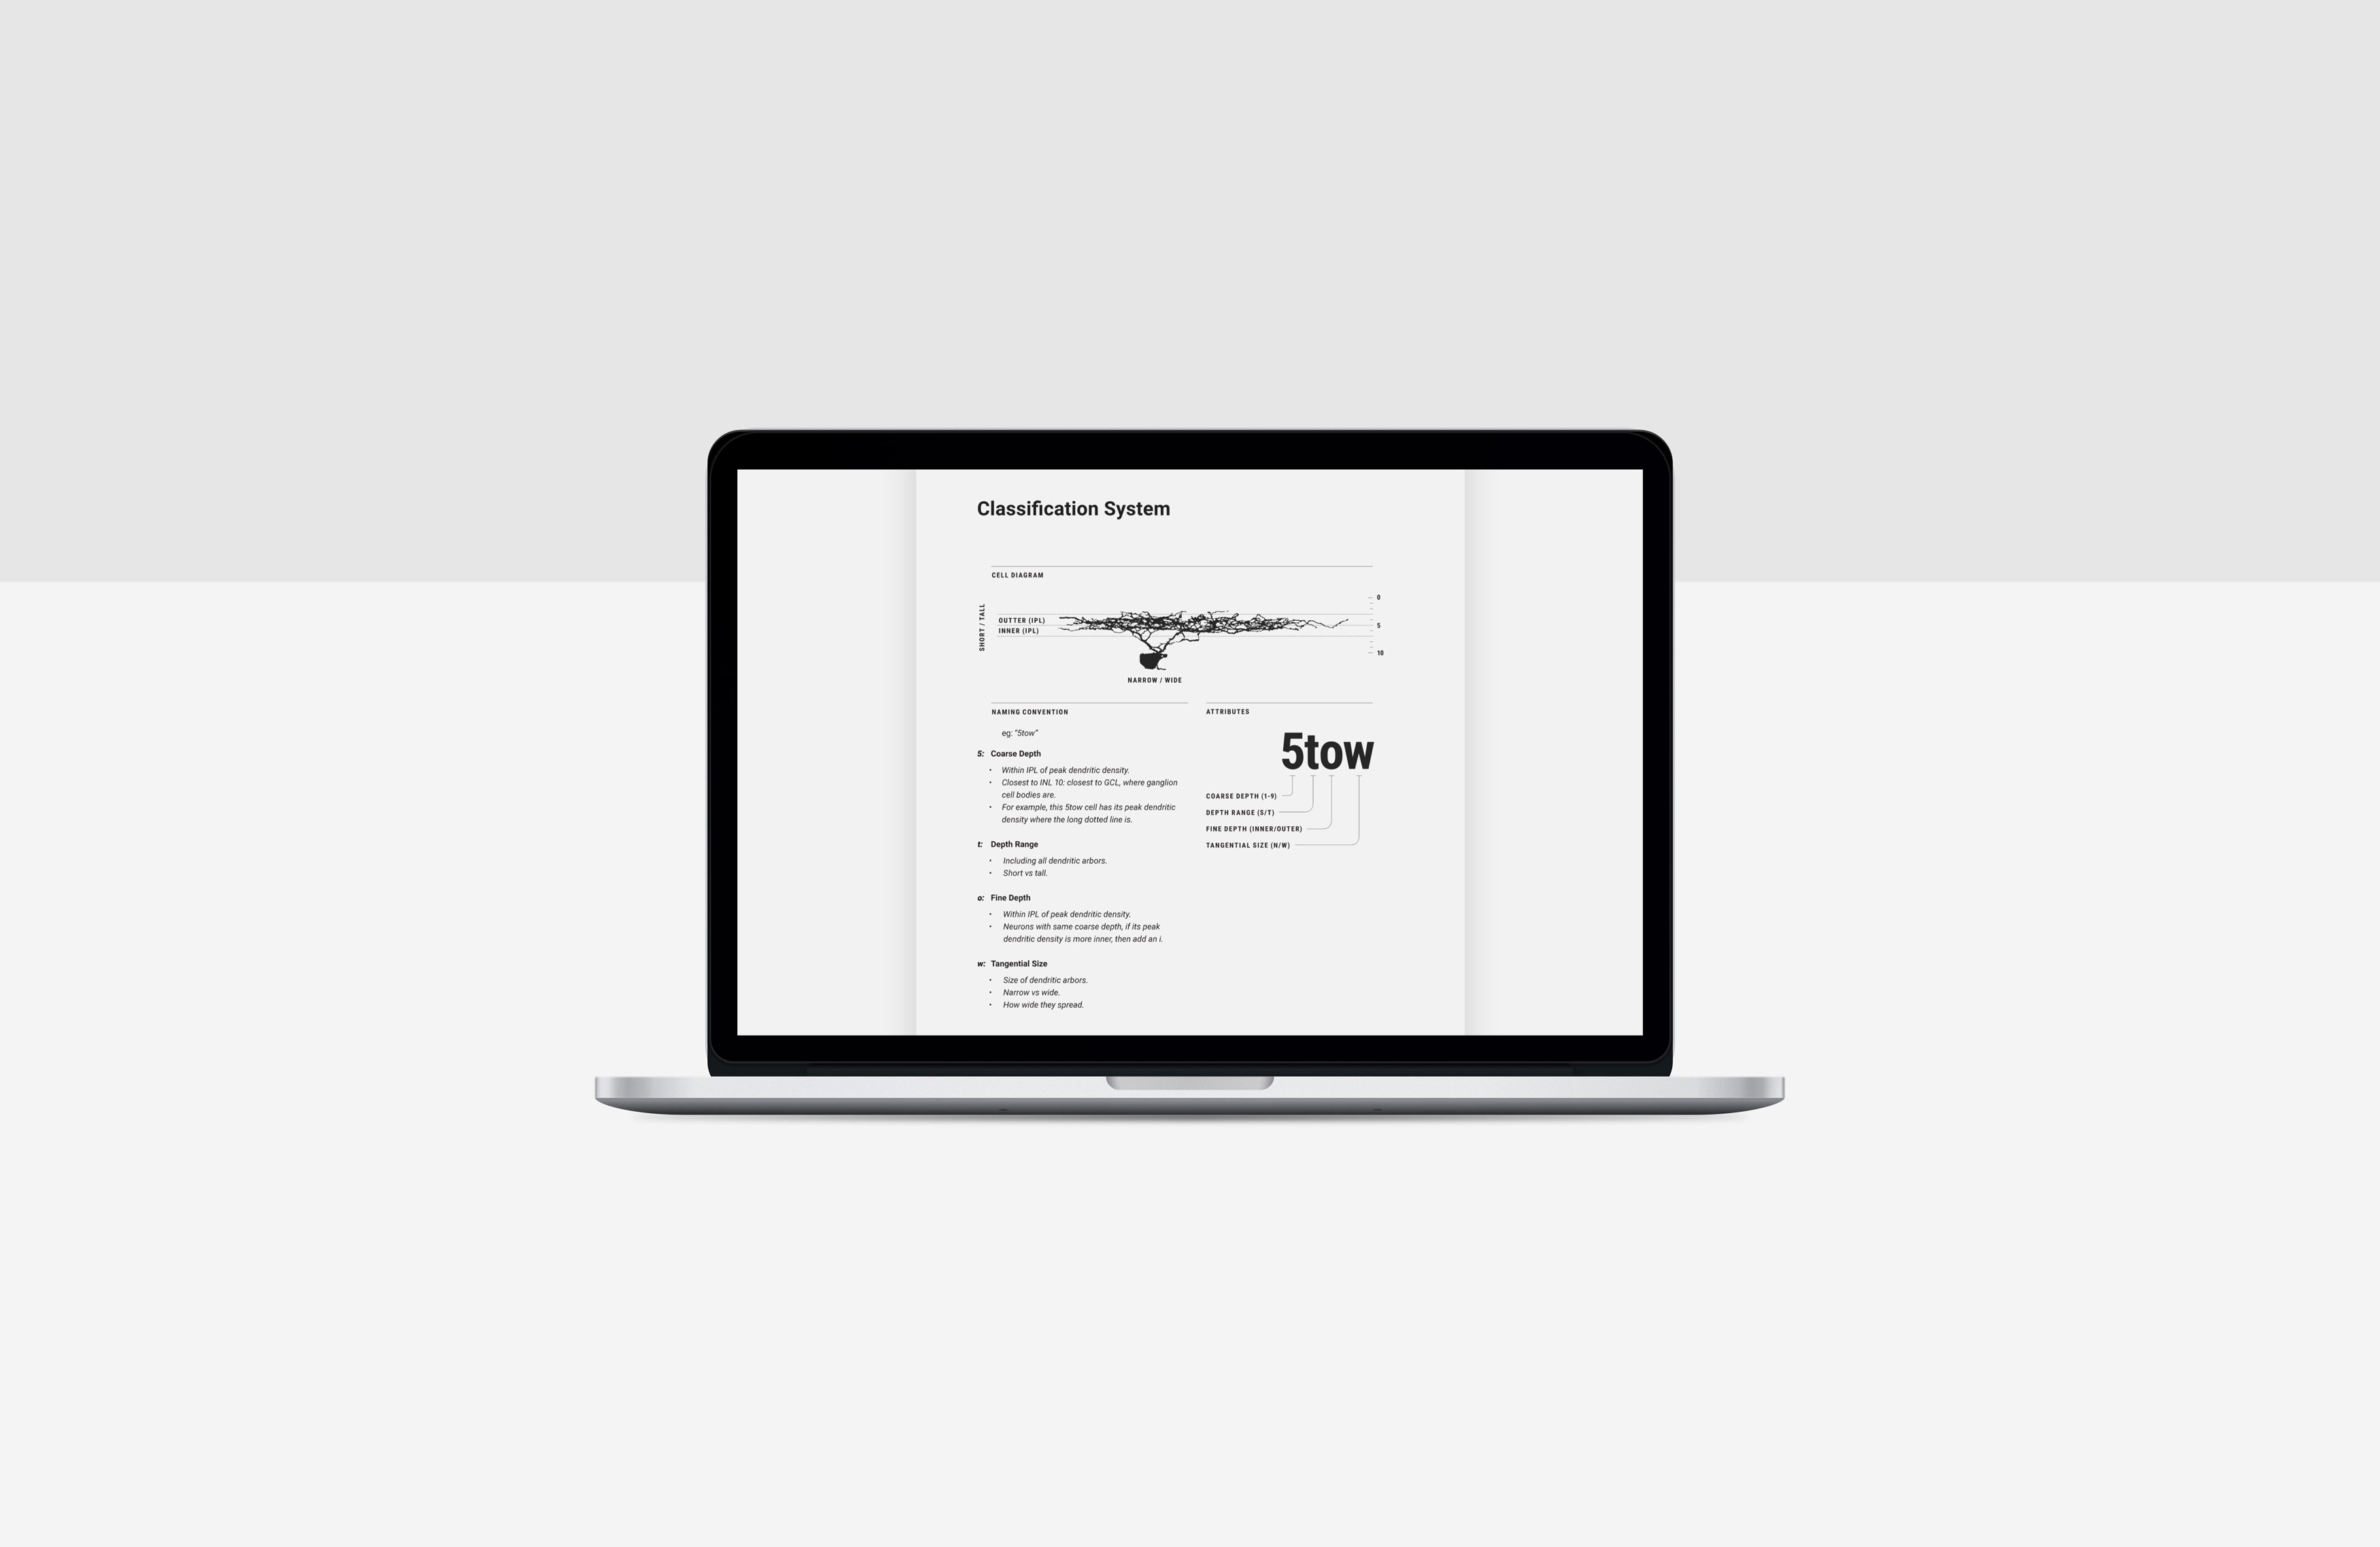 Classification System
CELL DIAGRAM
SHORT / TALL
OUTTER (IPL)
INNER (IPL)
0
5
10
NARROW / WIDE
NAMING CONVENTION
eg: "5tow"
5: Coarse Depth
• Within IPL of peak dendritic density.
• Closest to INL 10: closest to GCL, where ganglion
cell bodies are.
• For example, this 5tow cell has its peak dendritic
density where the long dotted line is.
t: Depth Range
• Including all dendritic arbors.
• Short vs tall.
o: Fine Depth
• Within IPL of peak dendritic density.
• Neurons with same coarse depth, if its peak
dendritic density is more inner, then add an i.
w: Tangential Size
• Size of dendritic arbors.
• Narrow vs wide.
• How wide they spread.
ATTRIBUTES
5tow
COARSE DEPTH (1-9)
DEPTH RANGE (S/T)
FINE DEPTH (INNER/OUTER)
TANGENTIAL SIZE (N/W)